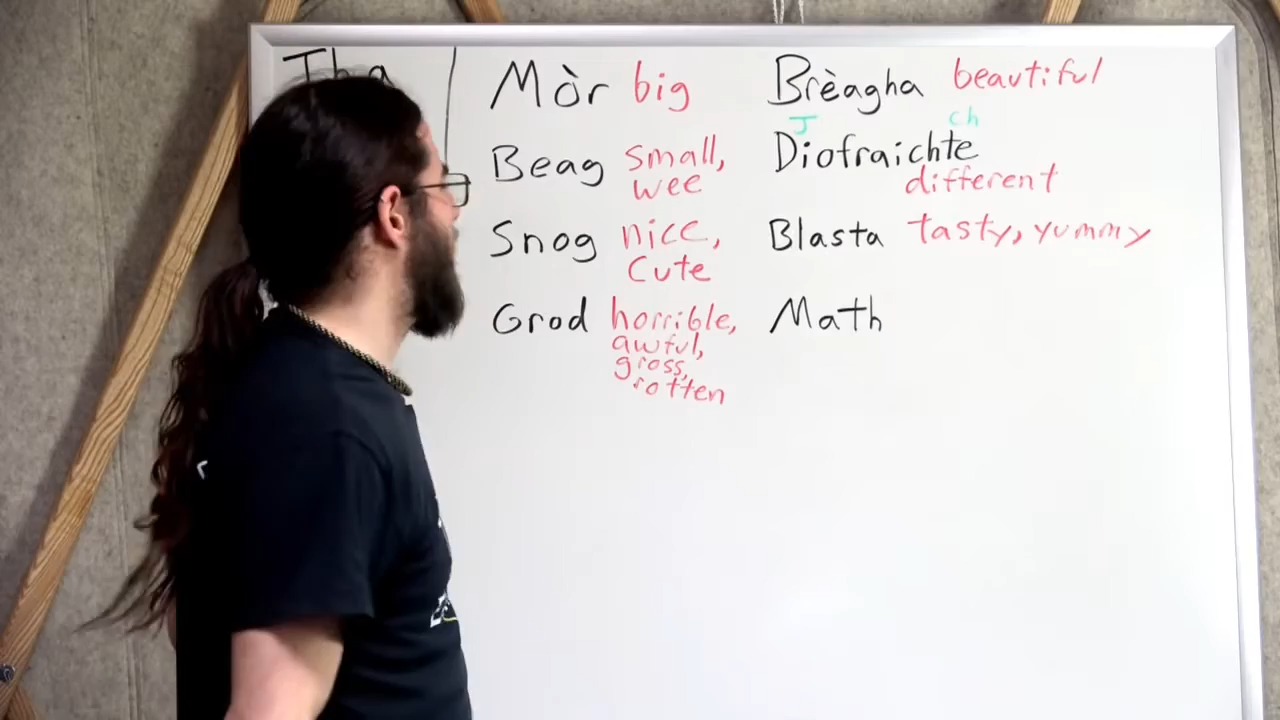 Tha
Mòr big
Beag small,
wee
Snog nice,
cute
Grod horrible,
awful,
gross,
rotten
Brèagha beautiful
J ch
Diofraichte
different
Blasta tasty, yummy
Math